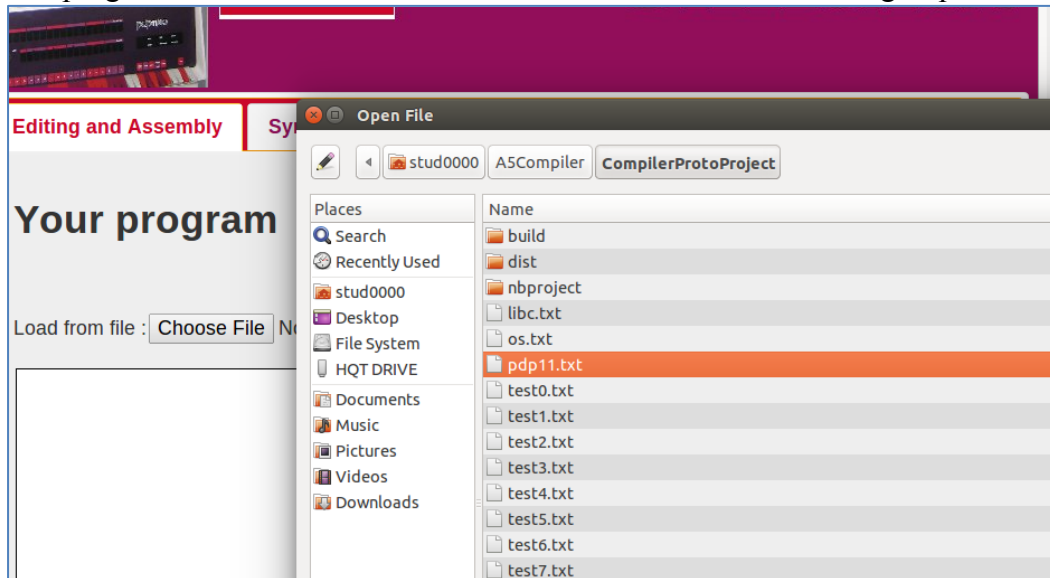 Open File
Editing and Assembly
stud0000 A5Compiler CompilerProtoProject
Your program
Load from file : Choose File
Places
Search
Recently Used
stud0000
Desktop
File System
HQT DRIVE
Documents
Music
Pictures
Videos
Downloads
Name
build
dist
nbproject
libc.txt
os.txt
pdp11.txt
test0.txt
test1.txt
test2.txt
test3.txt
test4.txt
test5.txt
test6.txt
test7.txt